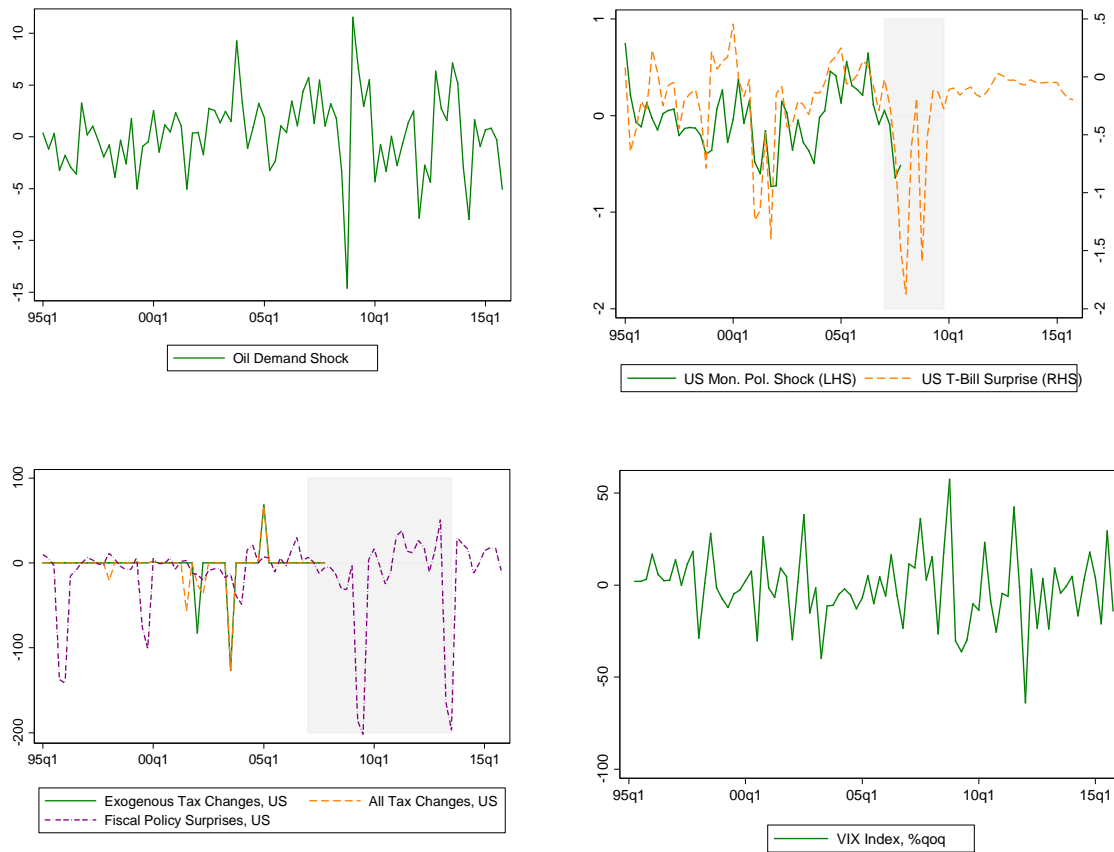 10
5
0
-5
-10
-15
95q1 00q1 05q1 10q1 15q1
Oil Demand Shock
1
0
-1
-2
.5
0
-.5
-1
-1.5
-2
95q1 00q1 05q1 10q1 15q1
US Mon. Pol. Shock (LHS) US T-Bill Surprise (RHS)
100
0
-100
-200
95q1 00q1 05q1 10q1 15q1
Exogenous Tax Changes, US All Tax Changes, US
Fiscal Policy Surprises, US
50
0
-50
-100
95q1 00q1 05q1 10q1 15q1
VIX Index, %qoq